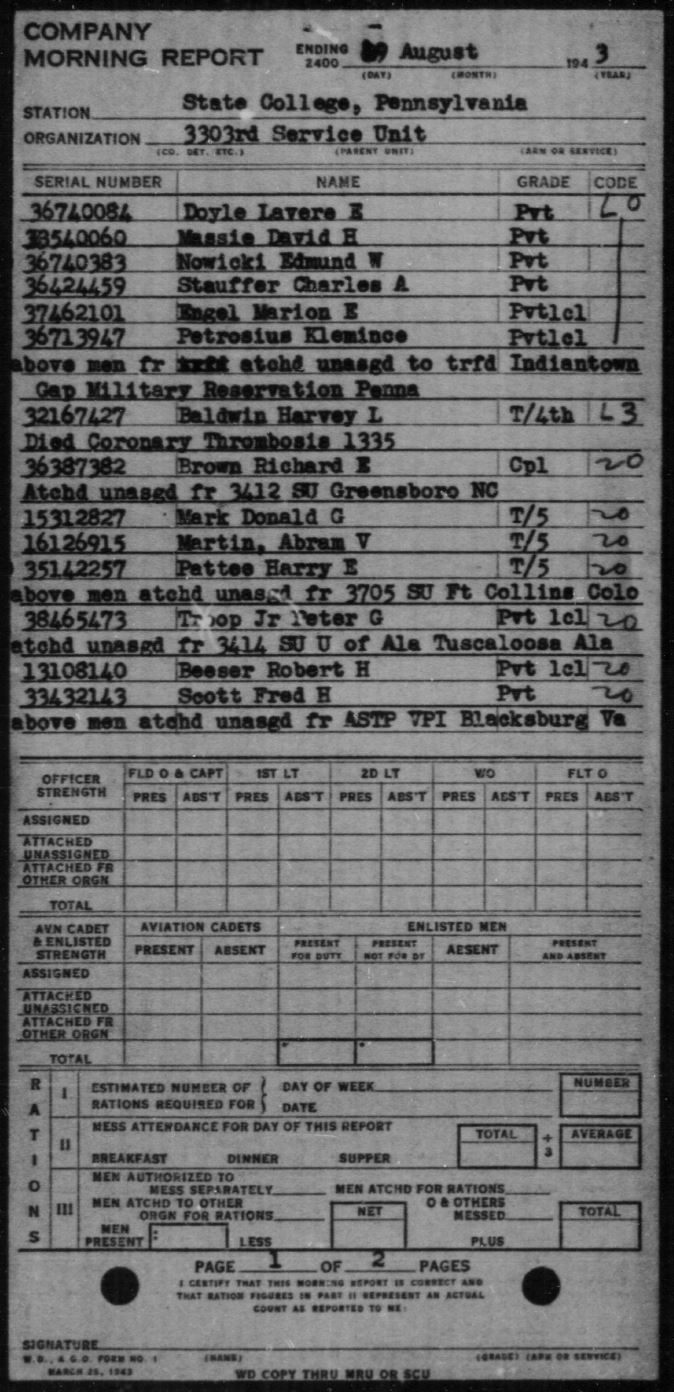 COMPANY
MORNING REPORT ENDING 2400 August 194 3
(DAY) (MONTH) (YEAR)
STATION State College, Pennsylvania
ORGANIZATION 3303rd Service Unit
(CO. DET. ETC.) (PARENT UNIT) (ARM OR SERVICE)
SERIAL NUMBER NAME GRADE CODE
36740084 Doyle Lavere E Pvt L0
33540060 Massie David H Pvt
36740383 Nowicki Edmund W Pvt
36424459 Stauffer Charles A Pvt
37462101 Engel Marion E Pvt1cl
36713947 Petrosius Klemince Pvt1cl
above men fr atchd unasgd to trfd Indiantown
Gap Military Reservation Penna
32167427 Baldwin Harvey L T/4th L3
Died Coronary Thrombosis 1335
36387382 Brown Richard E Cpl 20
Atchd unasgd fr 3412 SU Greensboro NC
15312827 Mark Donald G T/5 20
16126915 Martin, Abram V T/5 20
35142257 Pattee Harry E T/5 20
above men atchd unasgd fr 3705 SU Ft Collins Colo
38465473 Troop Jr Peter G Pvt 1cl 20
atchd unasgd fr 3414 SU U of Ala Tuscaloosa Ala
13108140 Beeser Robert H Pvt 1cl 20
33432143 Scott Fred H Pvt 20
above men atchd unasgd fr ASTP VPI Blacksburg Va
OFFICER STRENGTH FLD O & CAPT 1ST LT 2D LT W/O FLT O
PRES ABS'T PRES ABS'T PRES ABS'T PRES ABS'T PRES ABS'T
ASSIGNED
ATTACHED UNASSIGNED
ATTACHED FR OTHER ORGN
TOTAL
AVN CADET & ENLISTED STRENGTH AVIATION CADETS ENLISTED MEN
PRESENT ABSENT PRESENT FOR DUTY PRESENT NOT FOR DY ABSENT PRESENT AND ABSENT
ASSIGNED
ATTACHED UNASSIGNED
ATTACHED FR OTHER ORGN
TOTAL
RATIONS
I ESTIMATED NUMBER OF RATIONS REQUIRED FOR { DAY OF WEEK NUMBER
DATE
II MESS ATTENDANCE FOR DAY OF THIS REPORT TOTAL ÷ 3 AVERAGE
BREAKFAST DINNER SUPPER
III MEN AUTHORIZED TO MESS SEPARATELY MEN ATCHD FOR RATIONS
MEN ATCHD TO OTHER ORGN FOR RATIONS NET O & OTHERS MESSED TOTAL
MEN PRESENT LESS PLUS
PAGE 1 OF 2 PAGES
I CERTIFY THAT THIS MORNING REPORT IS CORRECT AND
THAT RATION FIGURES IN PART II REPRESENT AN ACTUAL
COUNT AS REPORTED TO ME:
SIGNATURE
W.D., A.G.O. FORM NO. 1 (NAME) (GRADE) (ARM OR SERVICE)
MARCH 25, 1943
WD COPY THRU MRU OR SCU